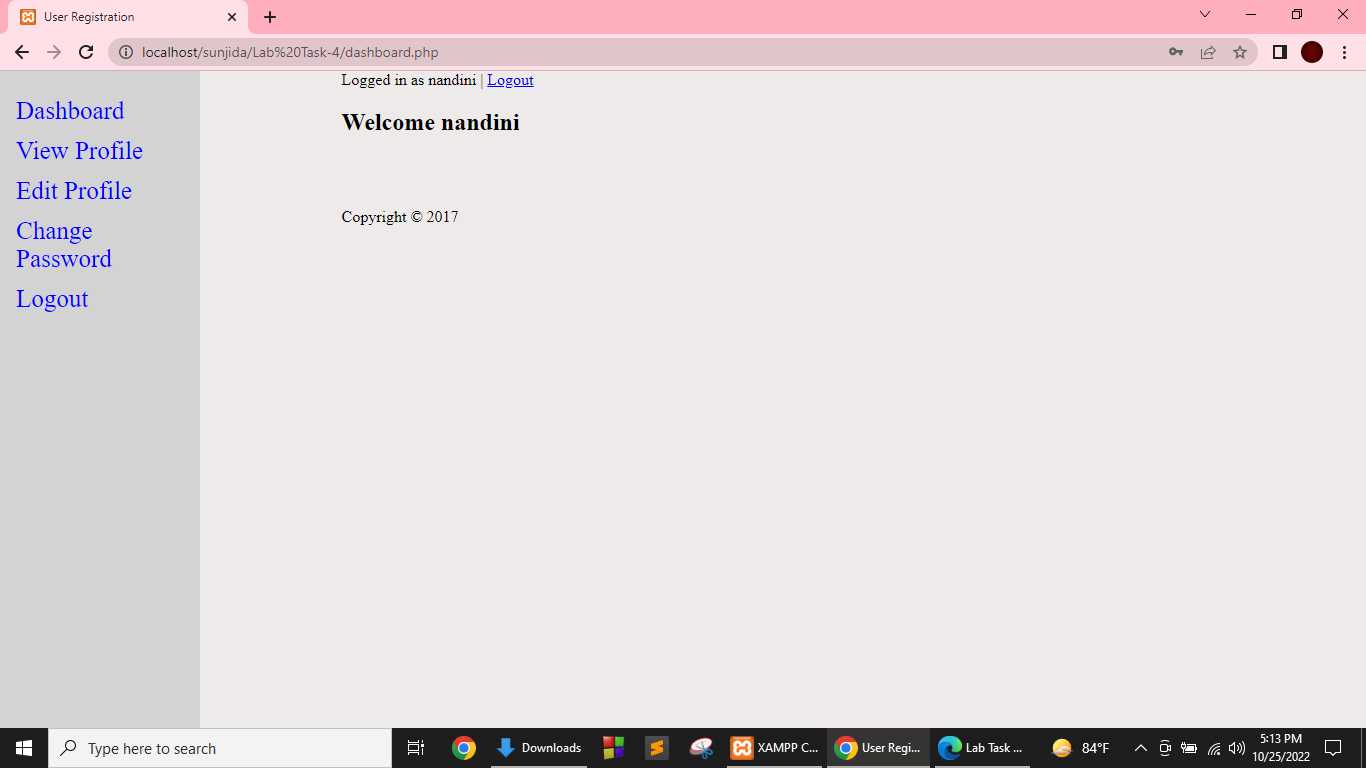 User Registration
localhost/sunjida/Lab%20Task-4/dashboard.php
Dashboard
View Profile
Edit Profile
Change
Password
Logout
Logged in as nandini | Logout
Welcome nandini
Copyright © 2017
Type here to search
Downloads
XAMPP C...
User Regi...
Lab Task ...
84°F
5:13 PM
10/25/2022